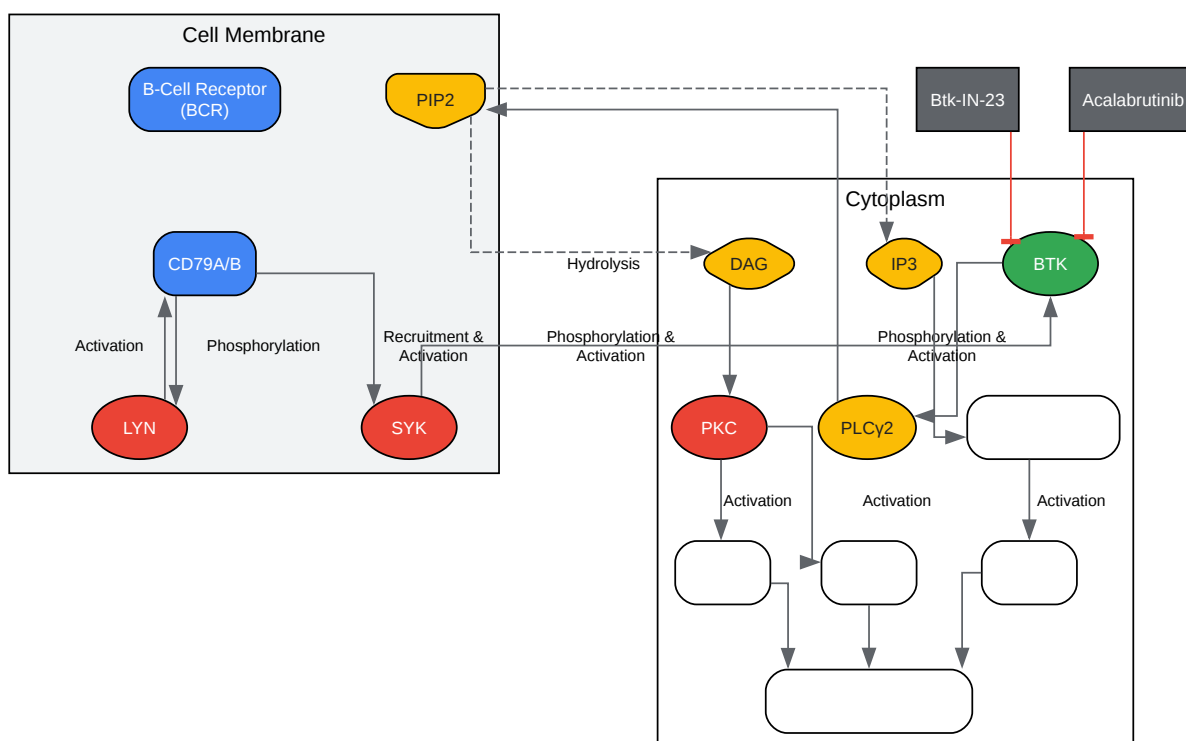 Cell Membrane
B-Cell Receptor
(BCR)
PIP2
Btk-IN-23
Acalabrutinib
Cytoplasm
CD79A/B
Hydrolysis
DAG
IP3
BTK
Activation
Phosphorylation
Recruitment &
Activation
Phosphorylation &
Activation
Phosphorylation &
Activation
LYN
SYK
PKC
PLCγ2
Activation
Activation
Activation